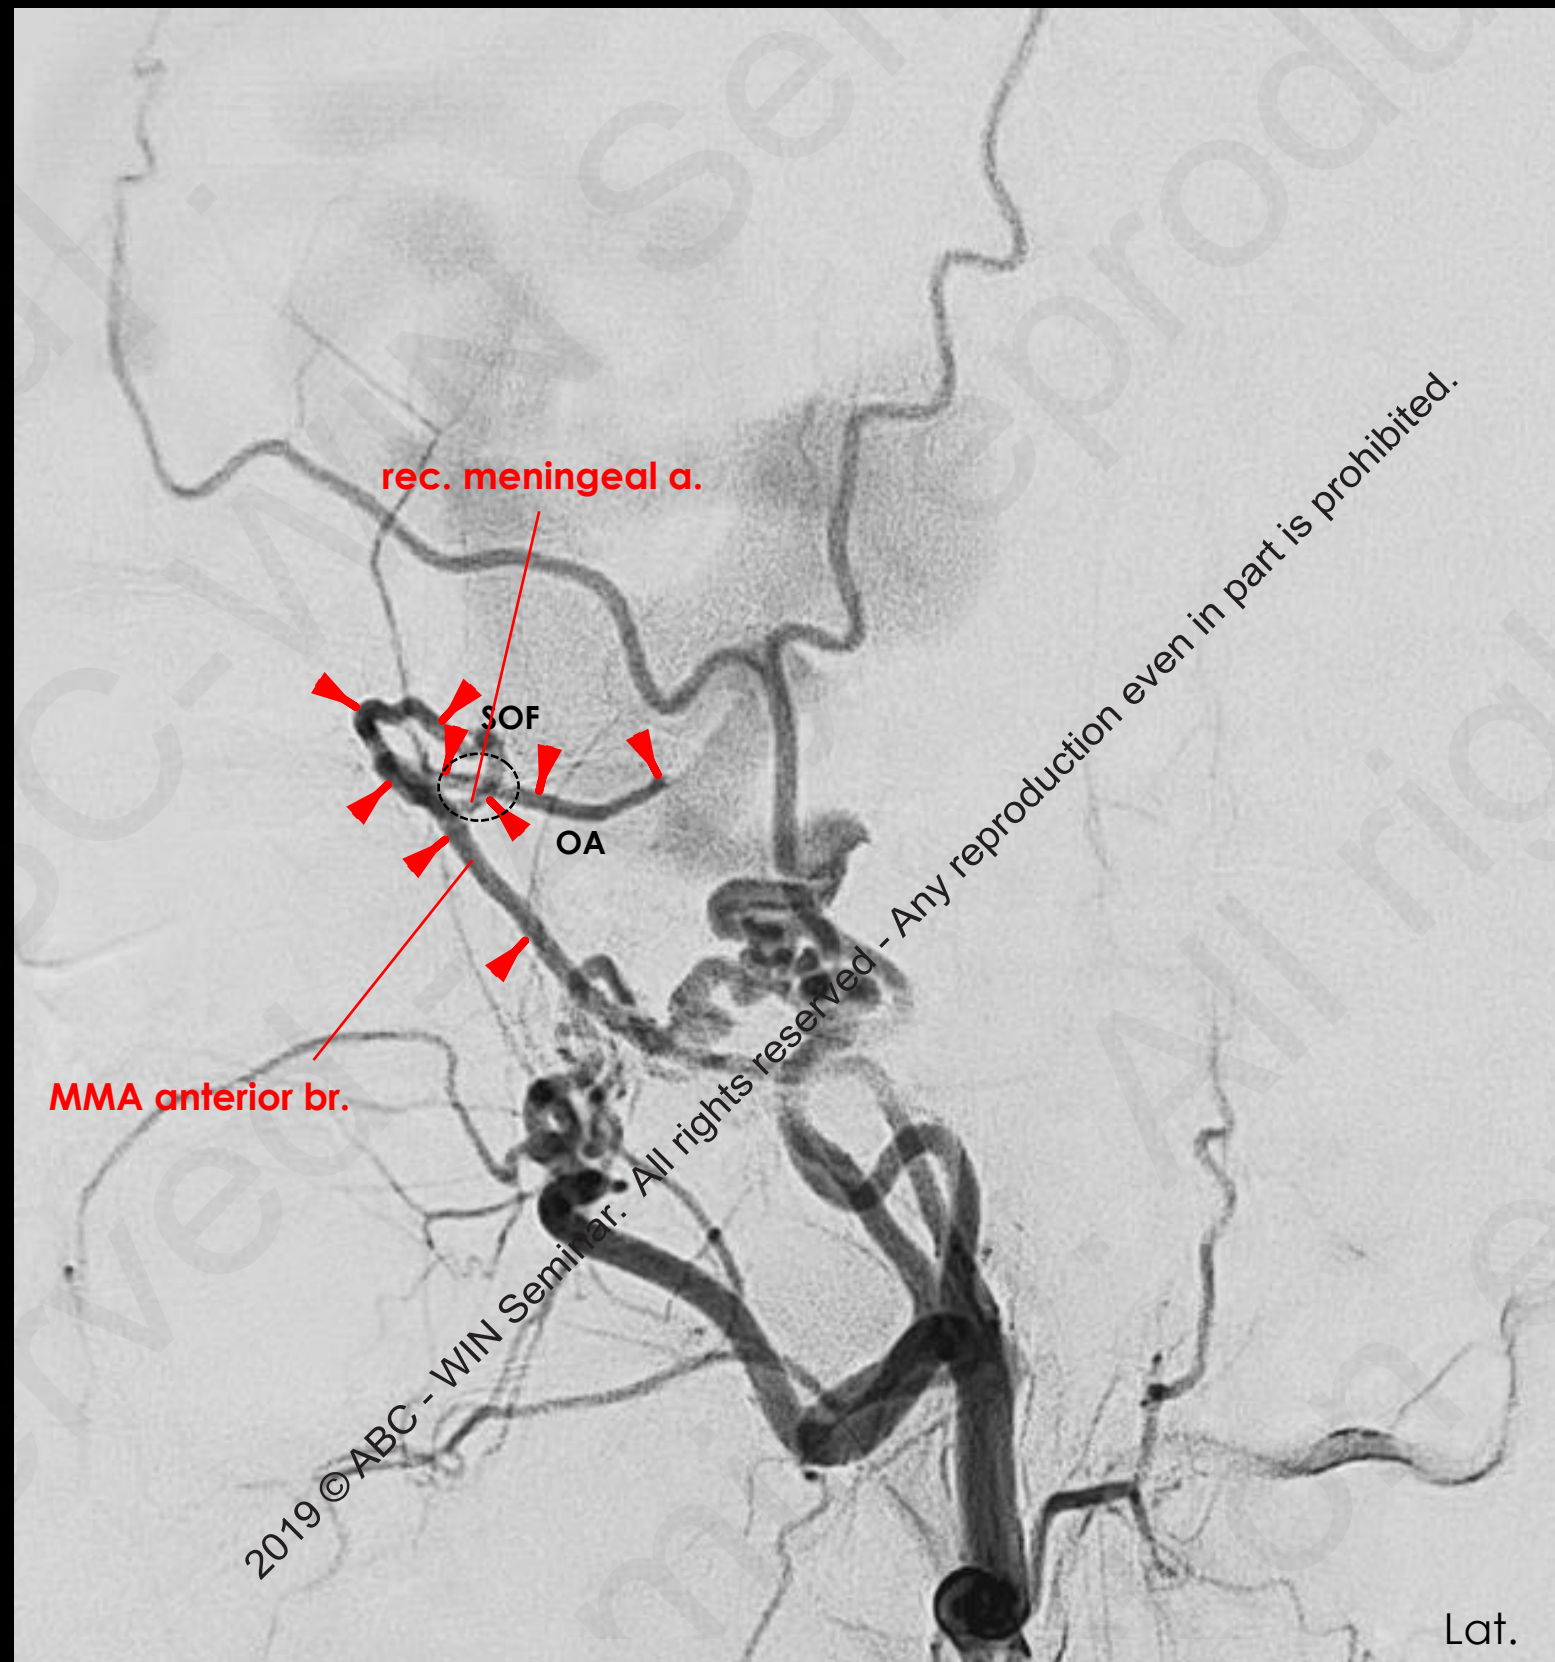 rec. meningeal a.
SOF
OA
MMA anterior br.
2019 © ABC - WIN Seminar. All rights reserved - Any reproduction even in part is prohibited.
Lat.